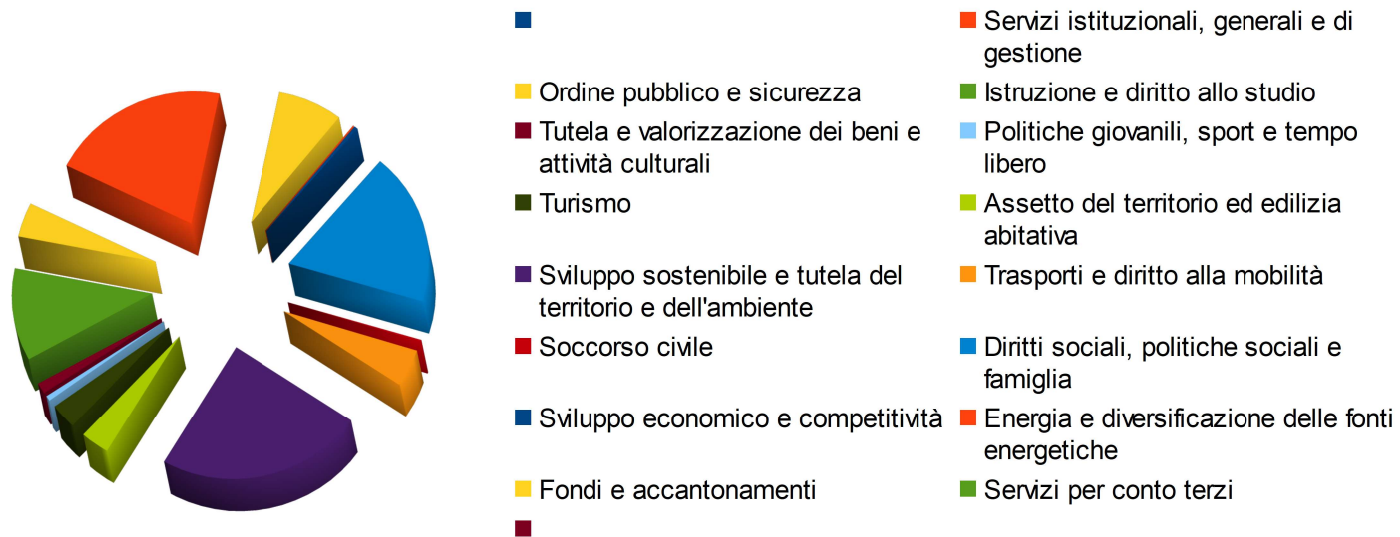 Servizi istituzionali, generali e di
gestione
Ordine pubblico e sicurezza
Istruzione e diritto allo studio
Tutela e valorizzazione dei beni e
attività culturali
Politiche giovanili, sport e tempo
libero
Turismo
Assetto del territorio ed edilizia
abitativa
Sviluppo sostenibile e tutela del
territorio e dell'ambiente
Trasporti e diritto alla mobilità
Soccorso civile
Diritti sociali, politiche sociali e
famiglia
Sviluppo economico e competitività
Energia e diversificazione delle fonti
energetiche
Fondi e accantonamenti
Servizi per conto terzi